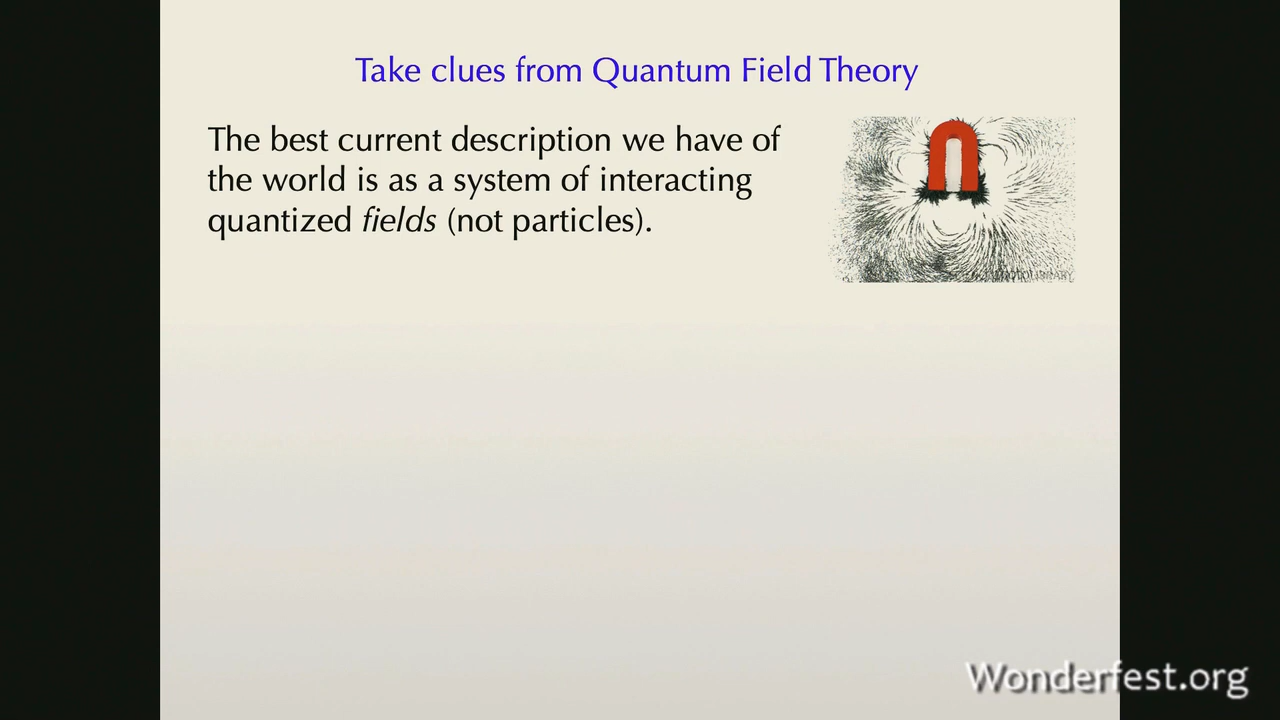 Take clues from Quantum Field Theory
The best current description we have of
the world is as a system of interacting
quantized fields (not particles).
Wonderfest.org